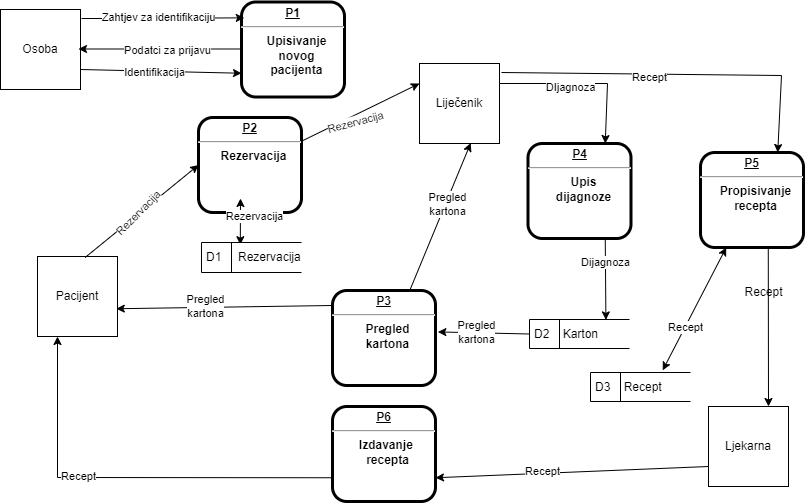 Zahtjev za identifikaciju
P1
Osoba
Podatci za prijavu
Upisivanje
novog
pacijenta
Identifikacija
Liječenik
Recept
DIjagnoza
Rezervacija
P2
Rezervacija
P4
Upis
dijagnoze
P5
Propisivanje
recepta
Rezervacija
Pregled
kartona
Rezervacija
D1
Rezervacija
Dijagnoza
Pacijent
Pregled
kartona
P3
Pregled
kartona
Pregled
kartona
D2
Karton
Recept
Recept
D3
Recept
P6
Izdavanje
recepta
Ljekarna
Recept
Recept